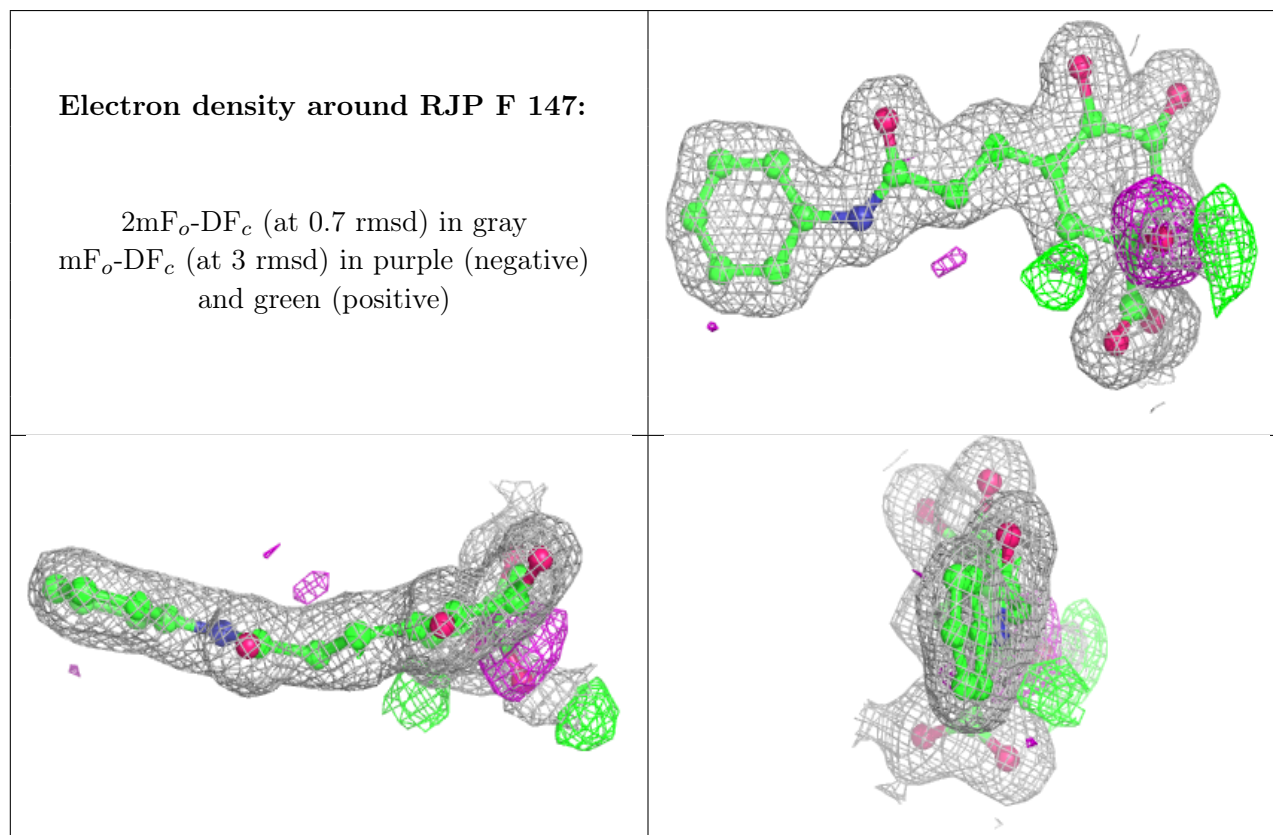 Electron density around RJP F 147:
2mFₒ-DF𝒸 (at 0.7 rmsd) in gray
mFₒ-DF𝒸 (at 3 rmsd) in purple (negative)
and green (positive)